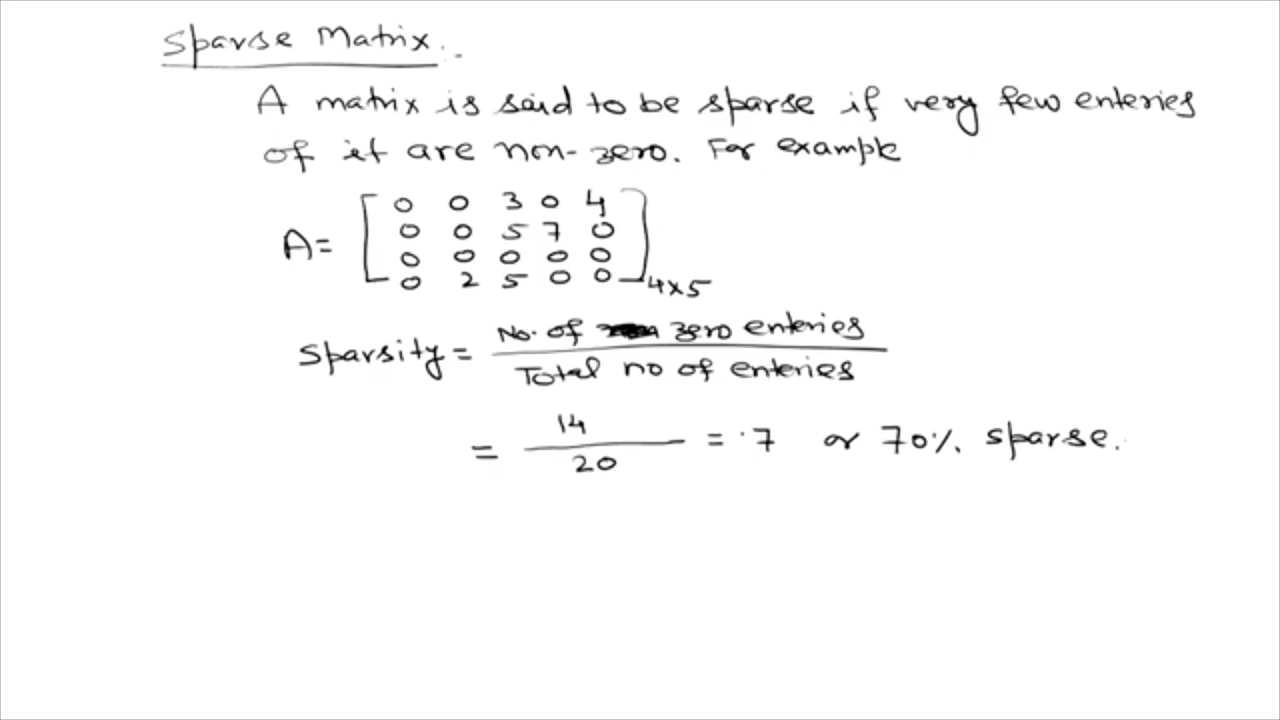 Sparse Matrix..
A matrix is said to be sparse if very few enteries
of it are non-zero. For example
0 0 3 0 4
0 0 5 7 0
A=
0 0 0 0 0
0 2 5 0 0
4×5
Sparsity = No. of zero enteries
Total no of enteries
= 14
20
= .7 or 70% sparse.